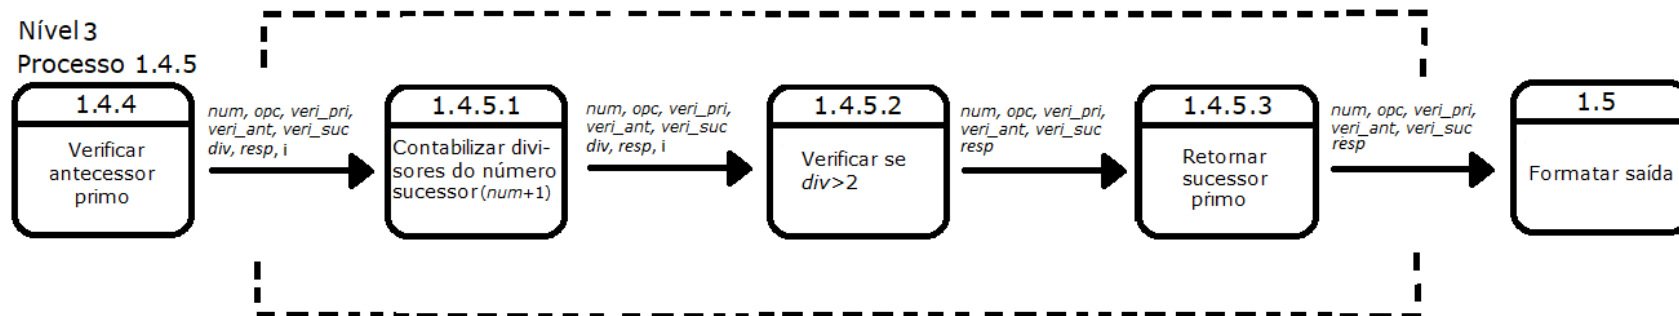 Nível 3
Processo 1.4.5
1.4.4
Verificar
antecessor
primo
num, opc, veri_pri,
veri_ant, veri_suc
div, resp, i
1.4.5.1
Contabilizar divi-
sores do número
sucessor(num+1)
num, opc, veri_pri,
veri_ant, veri_suc
div, resp, i
1.4.5.2
Verificar se
div>2
num, opc, veri_pri,
veri_ant, veri_suc
resp
1.4.5.3
Retornar
sucessor
primo
num, opc, veri_pri,
veri_ant, veri_suc
resp
1.5
Formatar saída